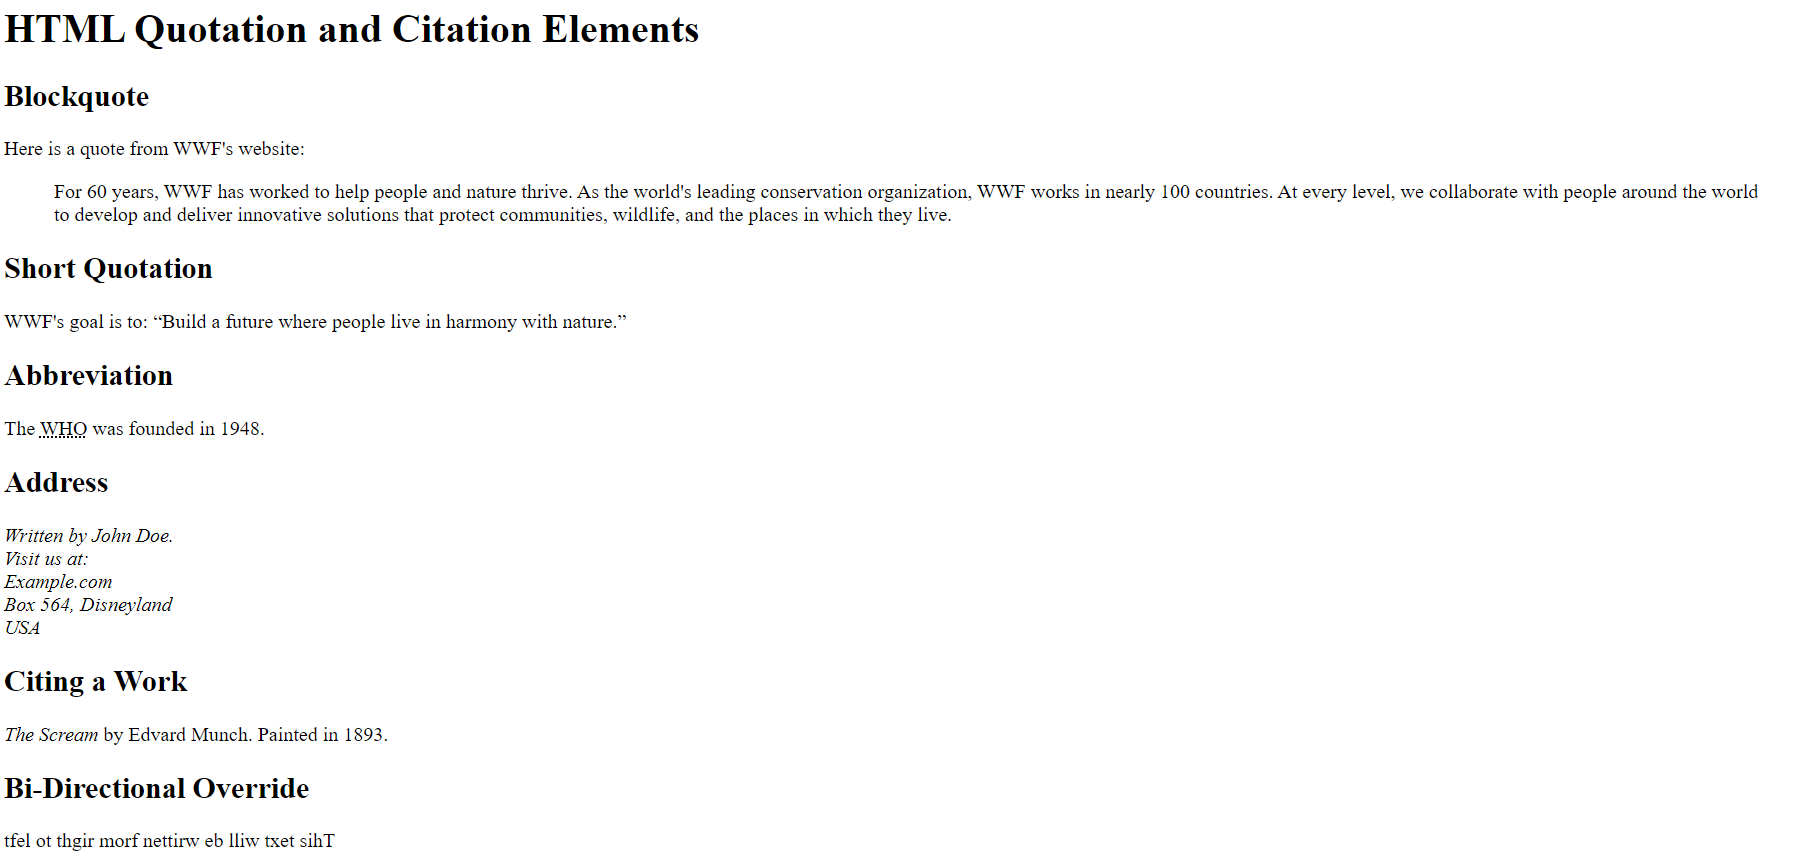 HTML Quotation and Citation Elements
Blockquote
Here is a quote from WWF's website:
For 60 years, WWF has worked to help people and nature thrive. As the world's leading conservation organization, WWF works in nearly 100 countries. At every level, we collaborate with people around the world
to develop and deliver innovative solutions that protect communities, wildlife, and the places in which they live.
Short Quotation
WWF's goal is to: “Build a future where people live in harmony with nature.”
Abbreviation
The WHO was founded in 1948.
Address
Written by John Doe.
Visit us at:
Example.com
Box 564, Disneyland
USA
Citing a Work
The Scream by Edvard Munch. Painted in 1893.
Bi-Directional Override
tfel ot thgir morf nettirw eb lliw txet sihT